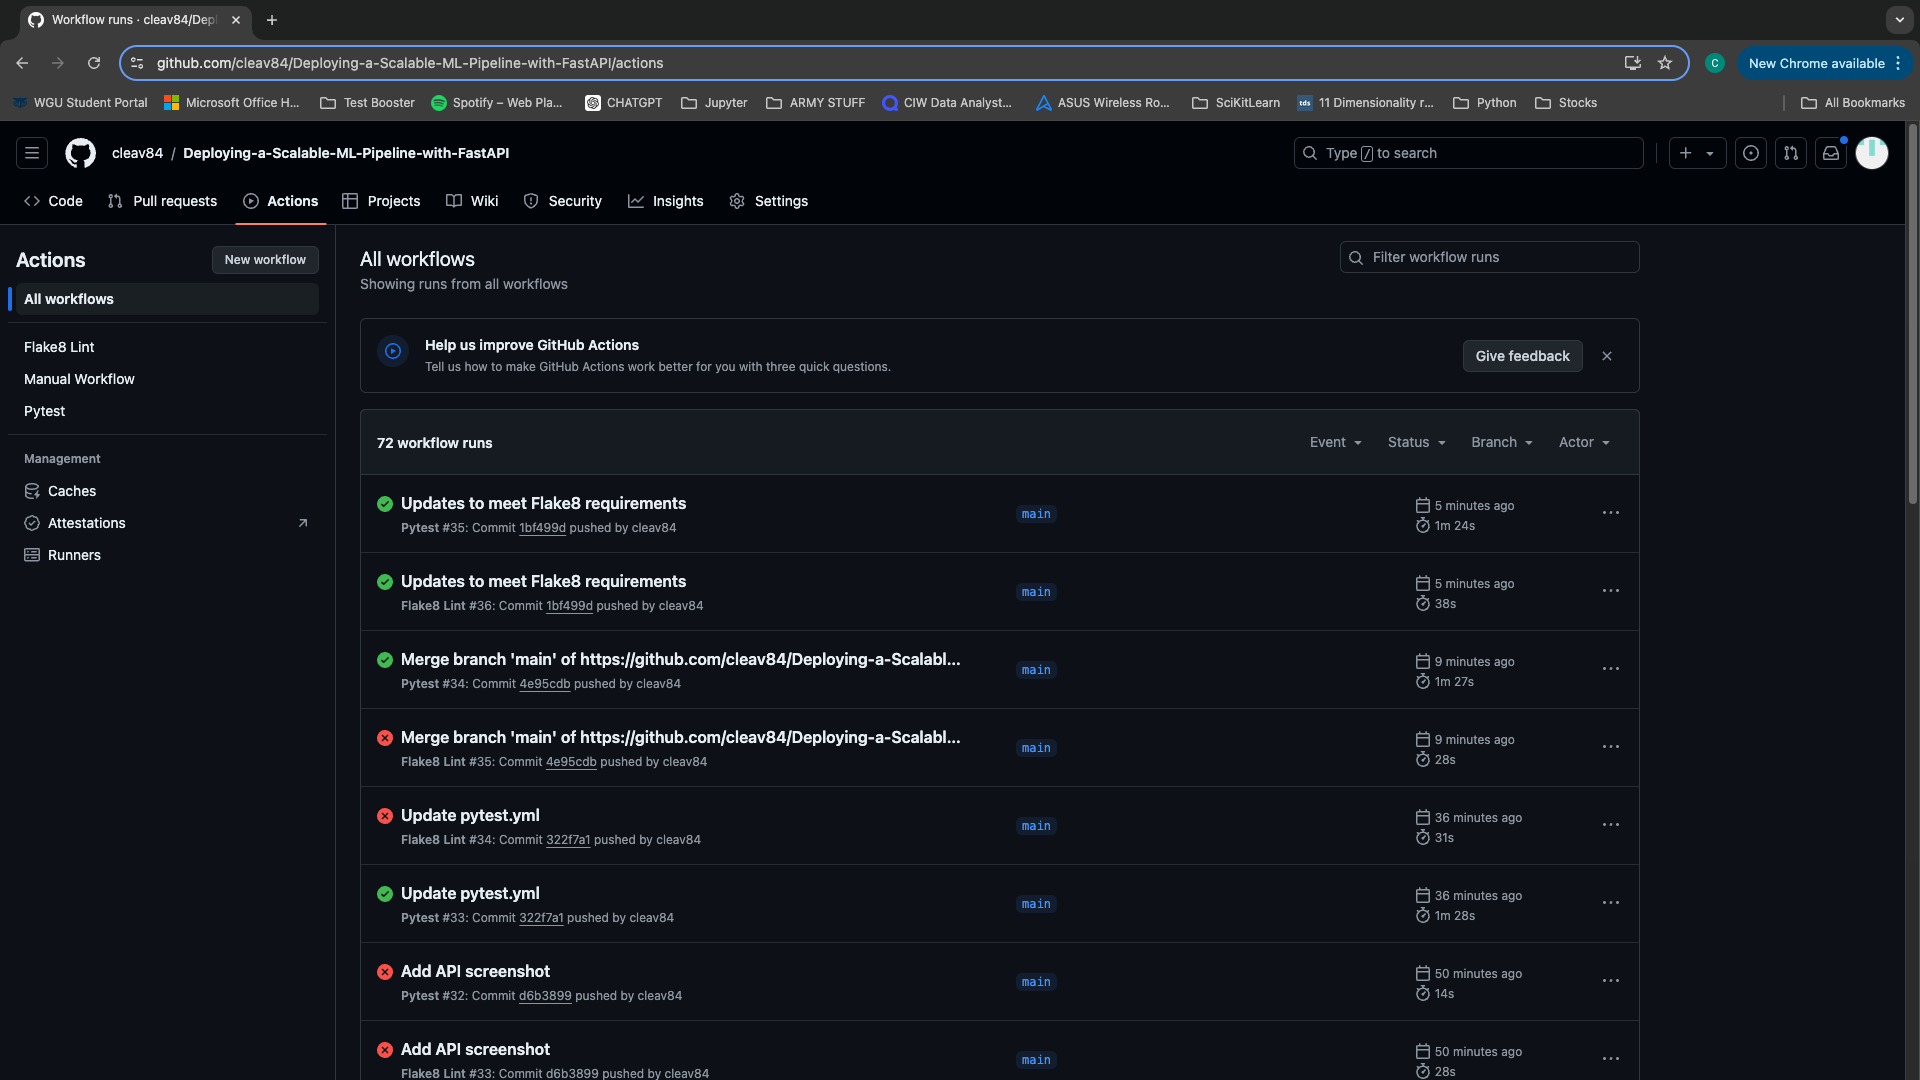 Workflow runs · cleav84/Dep
github.com/cleav84/Deploying-a-Scalable-ML-Pipeline-with-FastAPI/actions
C
New Chrome available
WGU Student Portal
Microsoft Office H...
Test Booster
Spotify – Web Pla...
CHATGPT
Jupyter
ARMY STUFF
CIW Data Analyst...
ASUS Wireless Ro...
SciKitLearn
tds
11 Dimensionality r...
Python
Stocks
All Bookmarks
cleav84 / Deploying-a-Scalable-ML-Pipeline-with-FastAPI
Type / to search
Code
Pull requests
Actions
Projects
Wiki
Security
Insights
Settings
Actions
New workflow
All workflows
Flake8 Lint
Manual Workflow
Pytest
Management
Caches
Attestations
Runners
All workflows
Showing runs from all workflows
Filter workflow runs
Help us improve GitHub Actions
Tell us how to make GitHub Actions work better for you with three quick questions.
Give feedback
72 workflow runs
Event
Status
Branch
Actor
Updates to meet Flake8 requirements
Pytest #35: Commit 1bf499d pushed by cleav84
main
5 minutes ago
1m 24s
Updates to meet Flake8 requirements
Flake8 Lint #36: Commit 1bf499d pushed by cleav84
main
5 minutes ago
38s
Merge branch 'main' of https://github.com/cleav84/Deploying-a-Scalabl...
Pytest #34: Commit 4e95cdb pushed by cleav84
main
9 minutes ago
1m 27s
Merge branch 'main' of https://github.com/cleav84/Deploying-a-Scalabl...
Flake8 Lint #35: Commit 4e95cdb pushed by cleav84
main
9 minutes ago
28s
Update pytest.yml
Flake8 Lint #34: Commit 322f7a1 pushed by cleav84
main
36 minutes ago
31s
Update pytest.yml
Pytest #33: Commit 322f7a1 pushed by cleav84
main
36 minutes ago
1m 28s
Add API screenshot
Pytest #32: Commit d6b3899 pushed by cleav84
main
50 minutes ago
14s
Add API screenshot
Flake8 Lint #33: Commit d6b3899 pushed by cleav84
main
50 minutes ago
28s